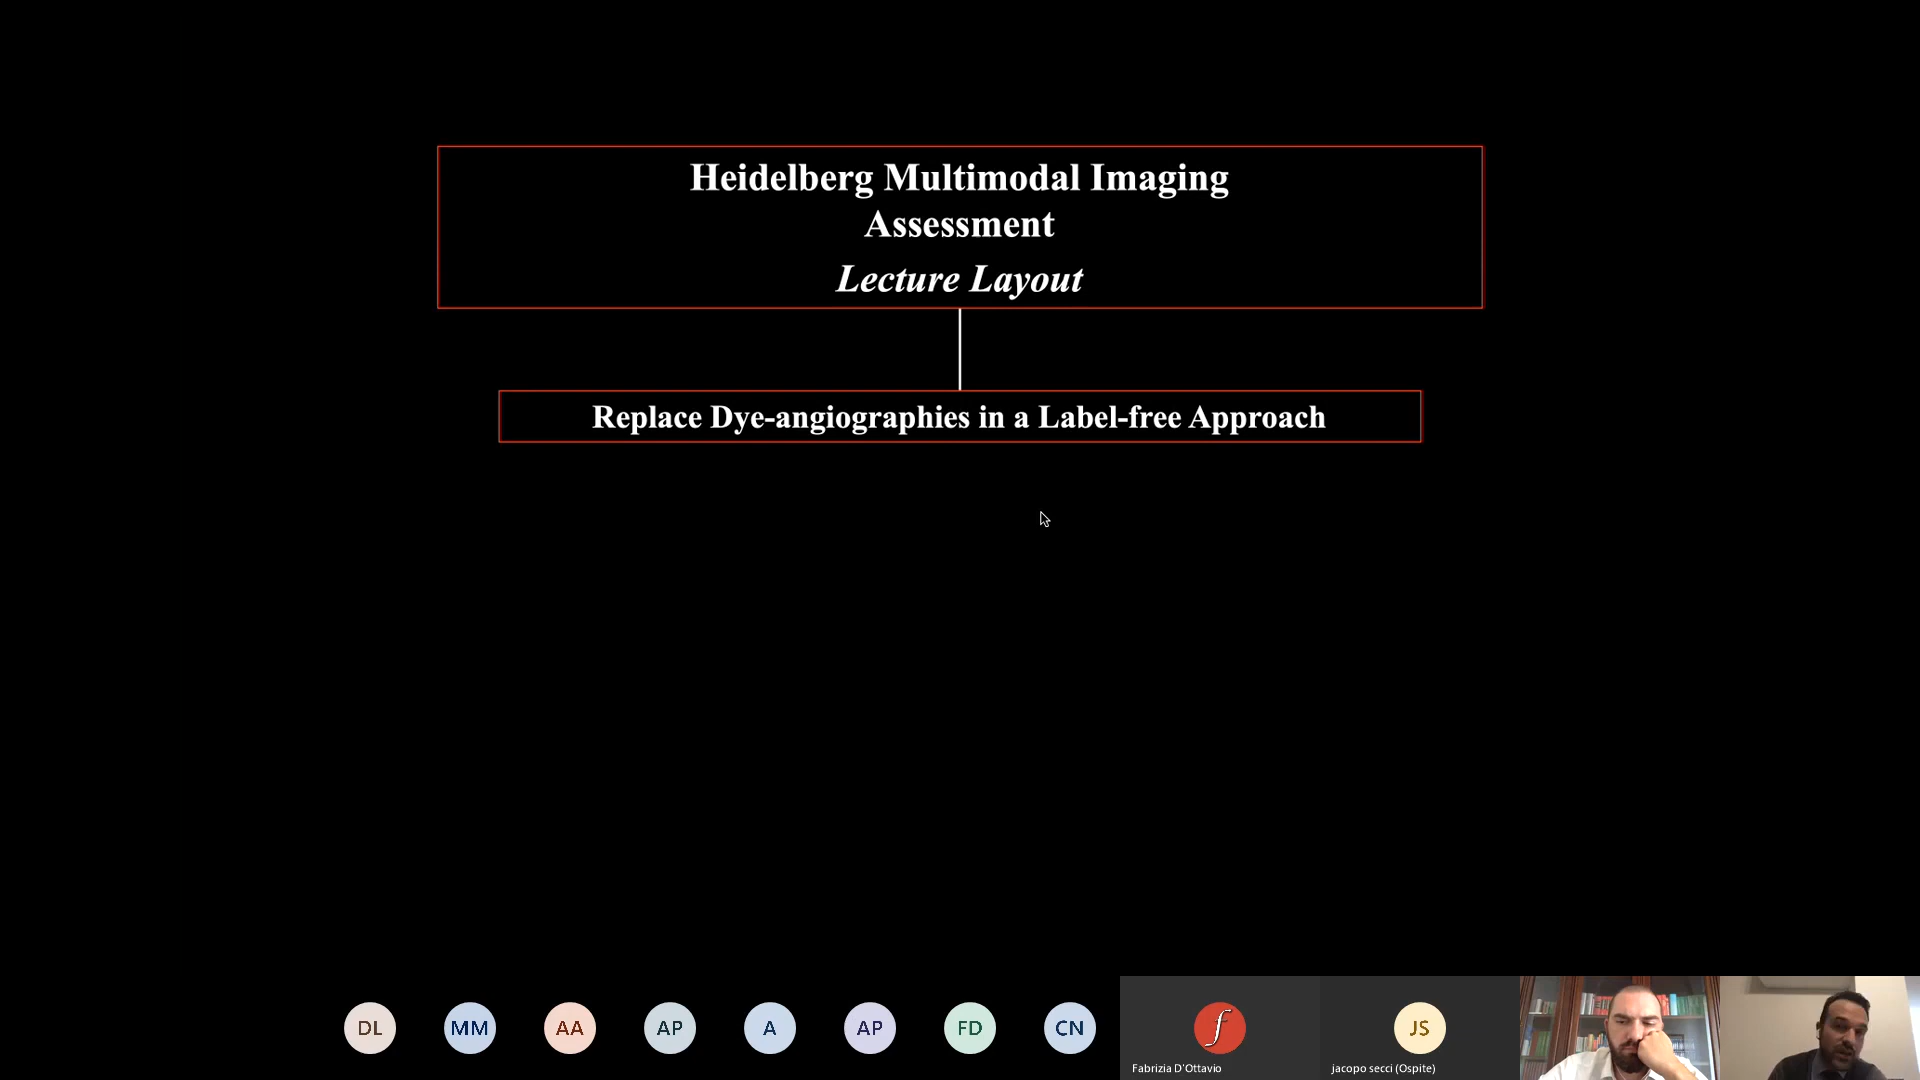 Heidelberg Multimodal Imaging
Assessment
Lecture Layout
Replace Dye-angiographies in a Label-free Approach
DL MM AA AP A AP FD CN f JS
Fabrizia D'Ottavio jacopo secci (Ospite)